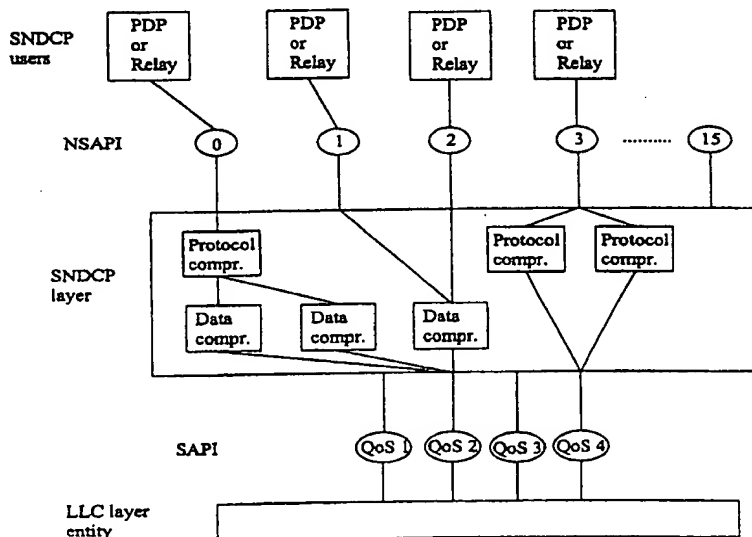 SNDCP
users
PDP
or
Relay
PDP
or
Relay
PDP
or
Relay
PDP
or
Relay
NSAPI
0
1
2
3
..........
15
SNDCP
layer
Protocol
compr.
Protocol
compr.
Protocol
compr.
Data
compr.
Data
compr.
Data
compr.
SAPI
QoS 1
QoS 2
QoS 3
QoS 4
LLC layer
entity